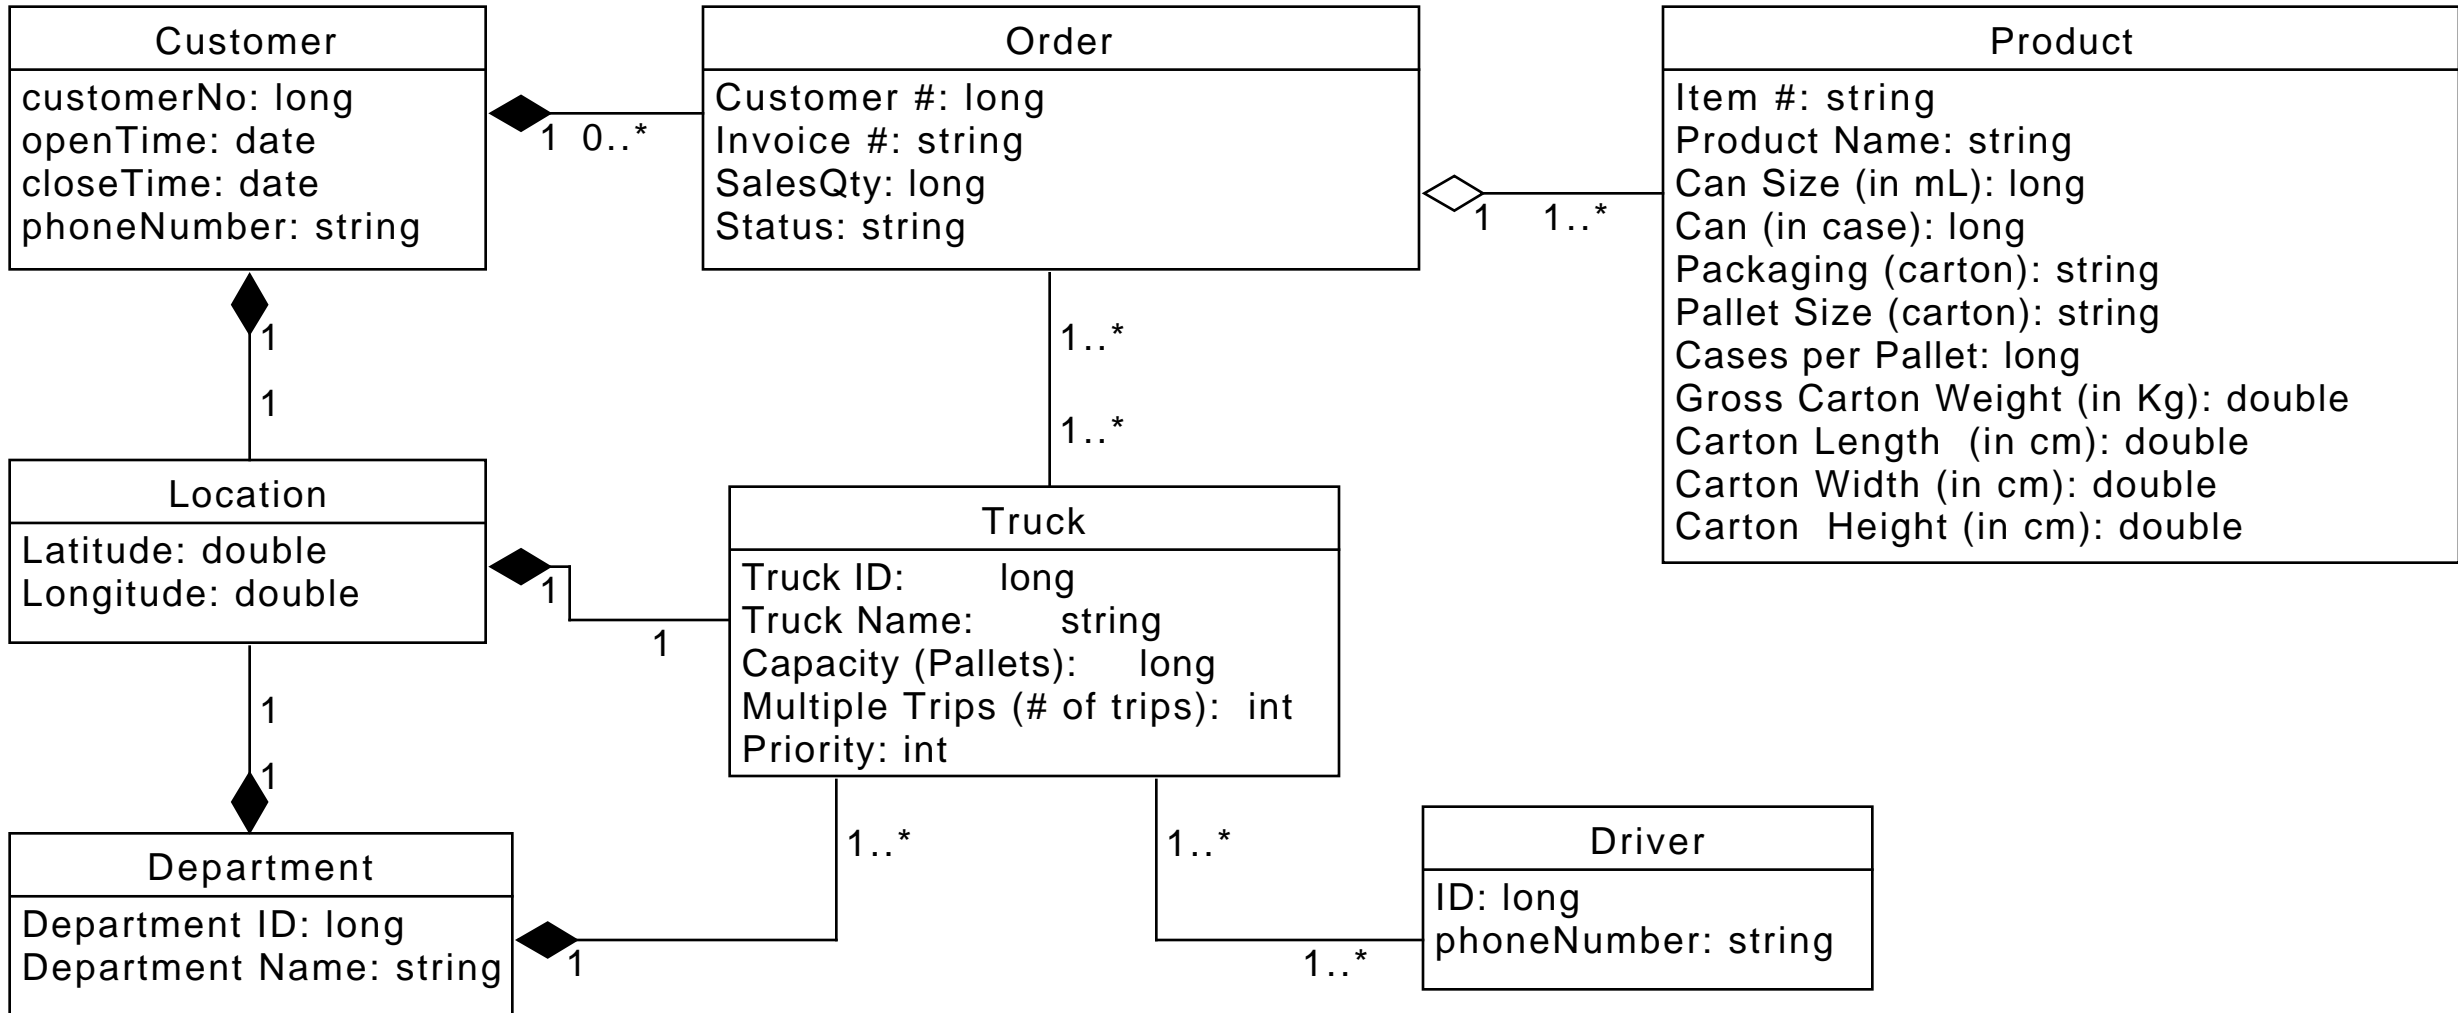 Customer
customerNo: long
openTime: date
closeTime: date
phoneNumber: string
1 0..*
Order
Customer #: long
Invoice #: string
SalesQty: long
Status: string
1 1..*
Product
Item #: string
Product Name: string
Can Size (in mL): long
Can (in case): long
Packaging (carton): string
Pallet Size (carton): string
Cases per Pallet: long
Gross Carton Weight (in Kg): double
Carton Length (in cm): double
Carton Width (in cm): double
Carton Height (in cm): double
1
1
1..*
1..*
Location
Latitude: double
Longitude: double
1
1
Truck
Truck ID: long
Truck Name: string
Capacity (Pallets): long
Multiple Trips (# of trips): int
Priority: int
1
1
Department
Department ID: long
Department Name: string
1
1..*
1..*
1..*
Driver
ID: long
phoneNumber: string